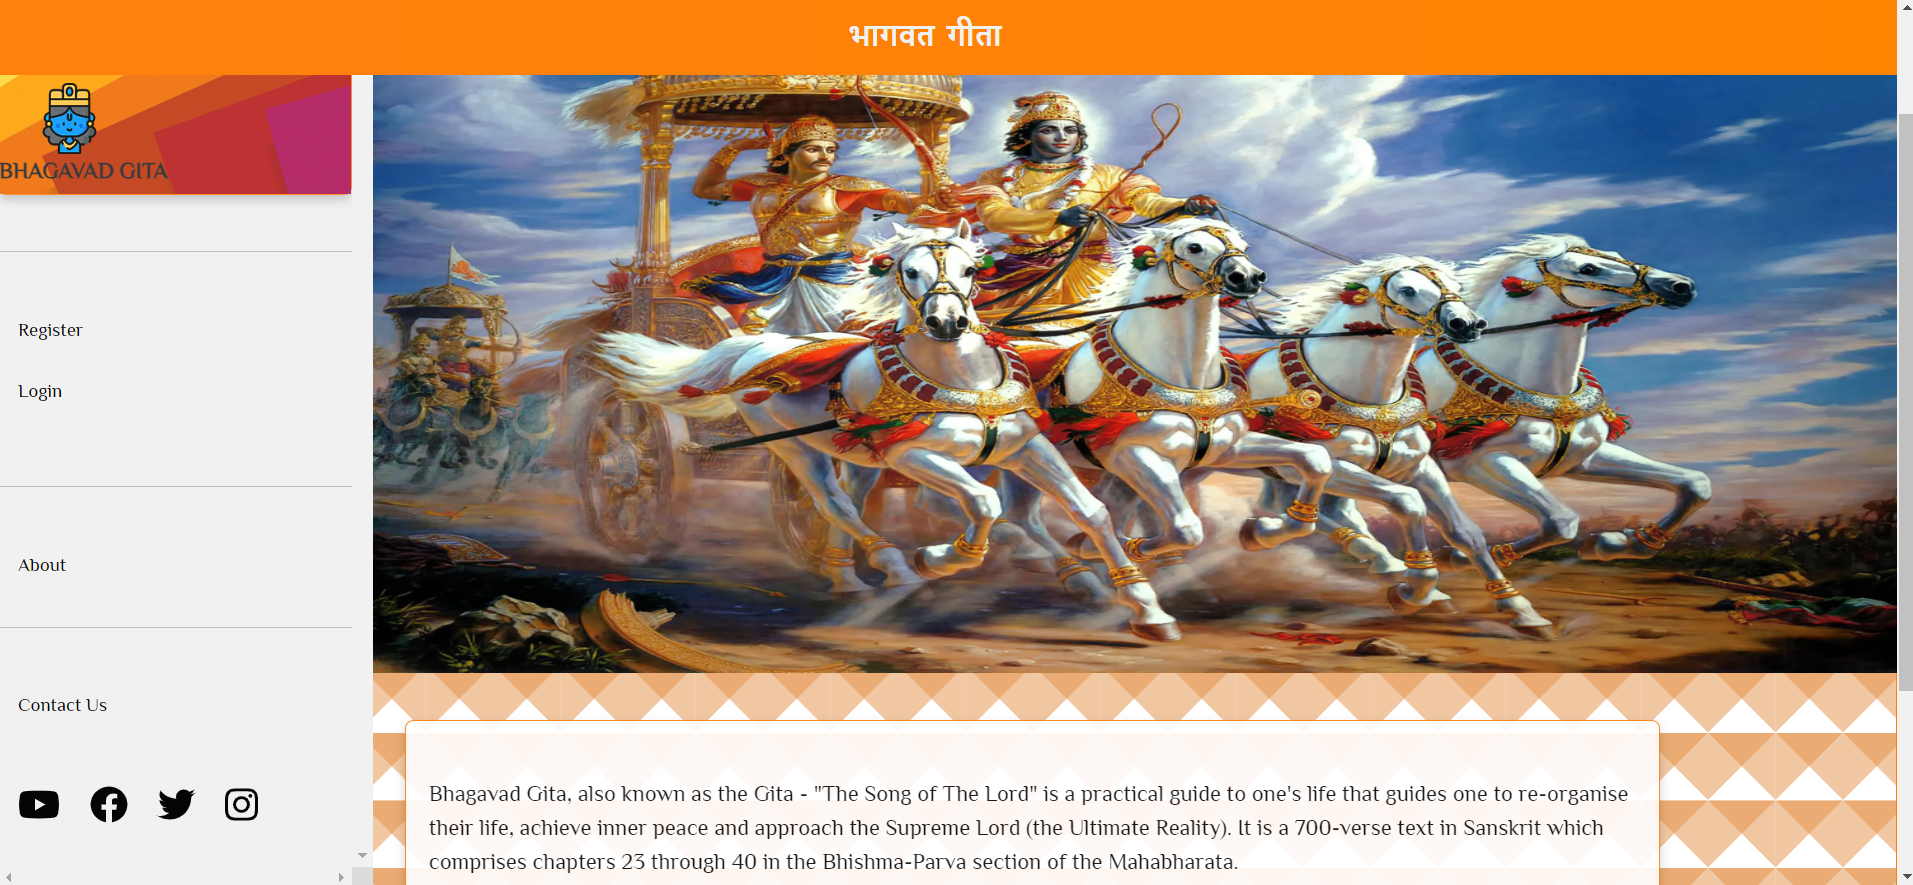 भागवत गीता
BHAGAVAD GITA
Register
Login
About
Contact Us
Bhagavad Gita, also known as the Gita - "The Song of The Lord" is a practical guide to one's life that guides one to re-organise
their life, achieve inner peace and approach the Supreme Lord (the Ultimate Reality). It is a 700-verse text in Sanskrit which
comprises chapters 23 through 40 in the Bhishma-Parva section of the Mahabharata.